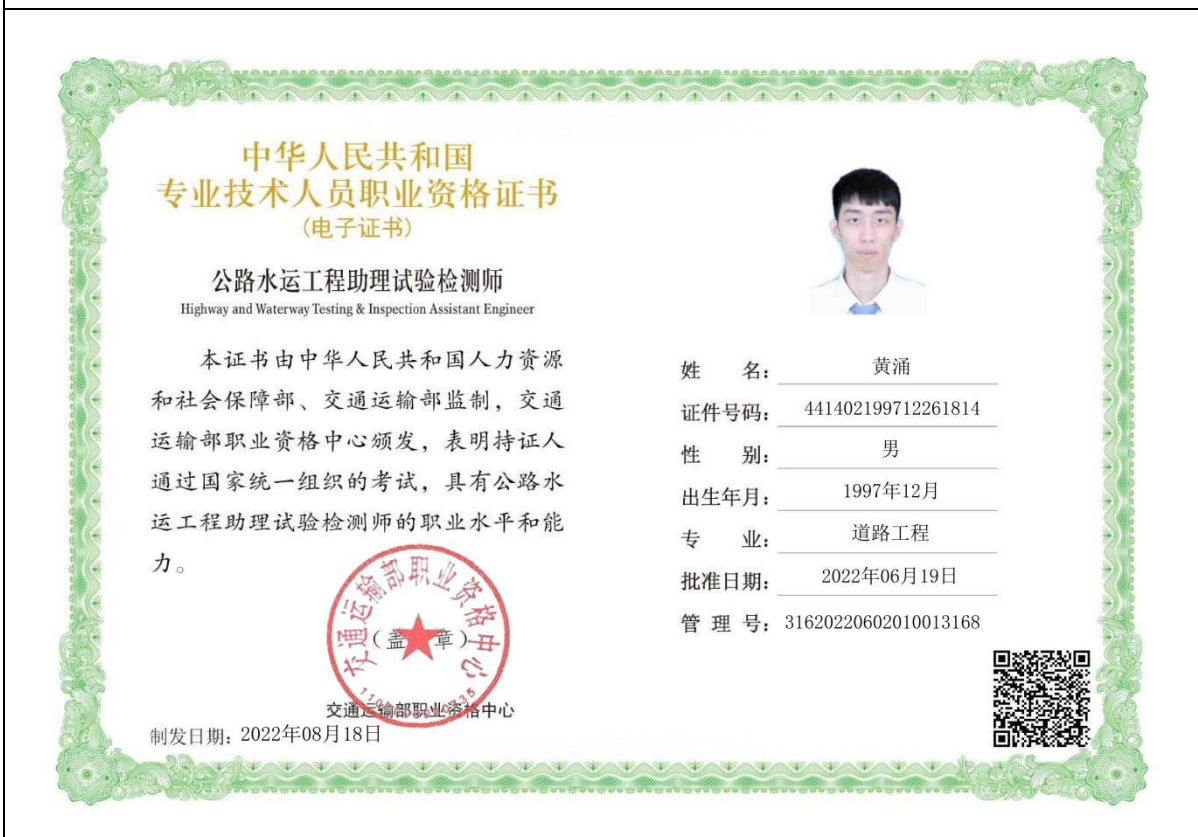 中华人民共和国
专业技术人员职业资格证书
(电子证书)
公路水运工程助理试验检测师
Highway and Waterway Testing & Inspection Assistant Engineer
本证书由中华人民共和国人力资源
和社会保障部、交通运输部监制，交通
运输部职业资格中心颁发，表明持证人
通过国家统一组织的考试，具有公路水
运工程助理试验检测师的职业水平和能
力。
交通运输部职业资格中心
（盖 章）
交通运输部职业资格中心
制发日期：2022年08月18日
姓 名：黄涌
证件号码：441402199712261814
性 别：男
出生年月：1997年12月
专 业：道路工程
批准日期：2022年06月19日
管 理 号：31620220602010013168